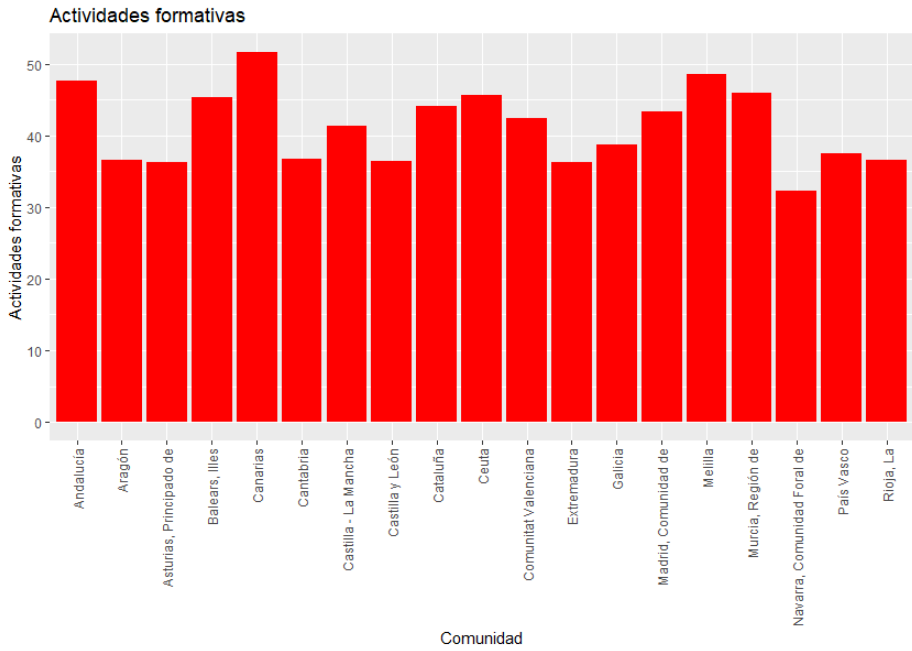 Actividades formativas
Actividades formativas
50
40
30
20
10
0
Andalucía
Aragón
Asturias, Principado de
Balears, Illes
Canarias
Cantabria
Castilla - La Mancha
Castilla y León
Cataluña
Ceuta
Comunitat Valenciana
Extremadura
Galicia
Madrid, Comunidad de
Melilla
Murcia, Región de
Navarra, Comunidad Foral de
País Vasco
Rioja, La
Comunidad